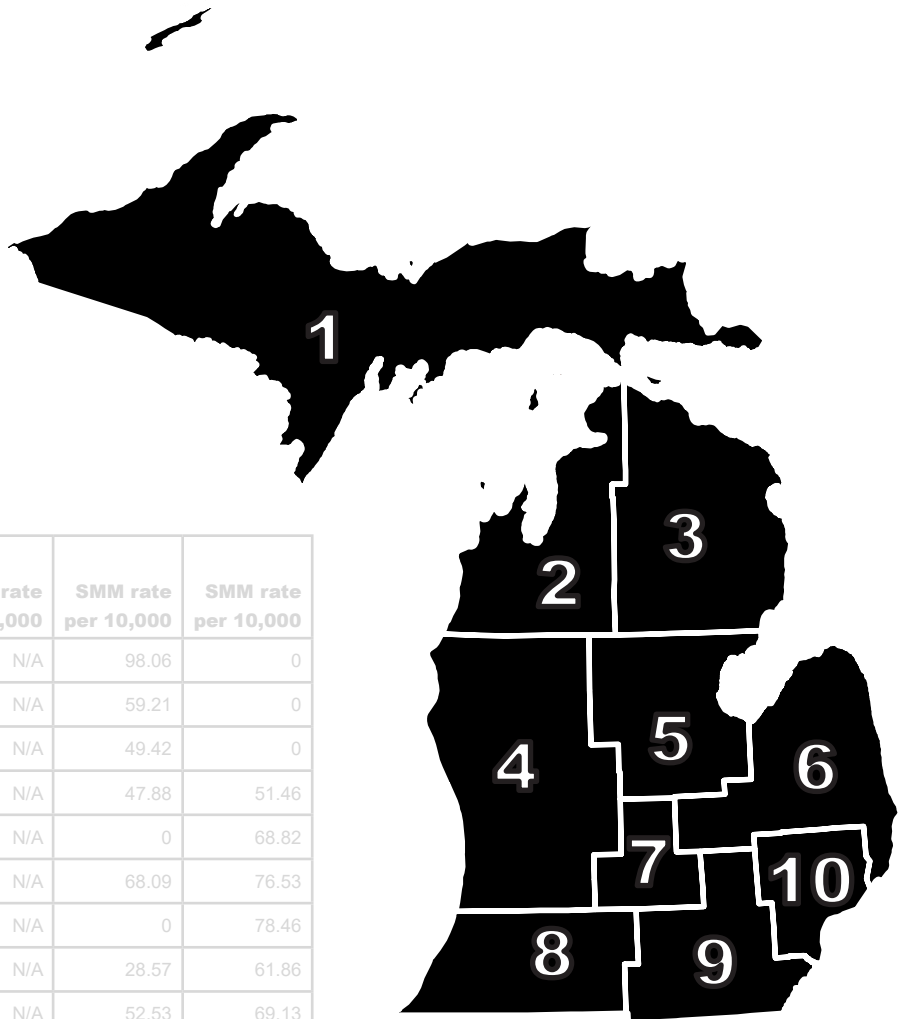 1
3
2
rate SMM rate SMM rate
,000 per 10,000 per 10,000
N/A 98.06 0
N/A 59.21 0
N/A 49.42 0
N/A 47.88 51.46
N/A 0 68.82
N/A 68.09 76.53
N/A 0 78.46
N/A 28.57 61.86
N/A 52.53 69.13
5
4
6
7
10
8
9